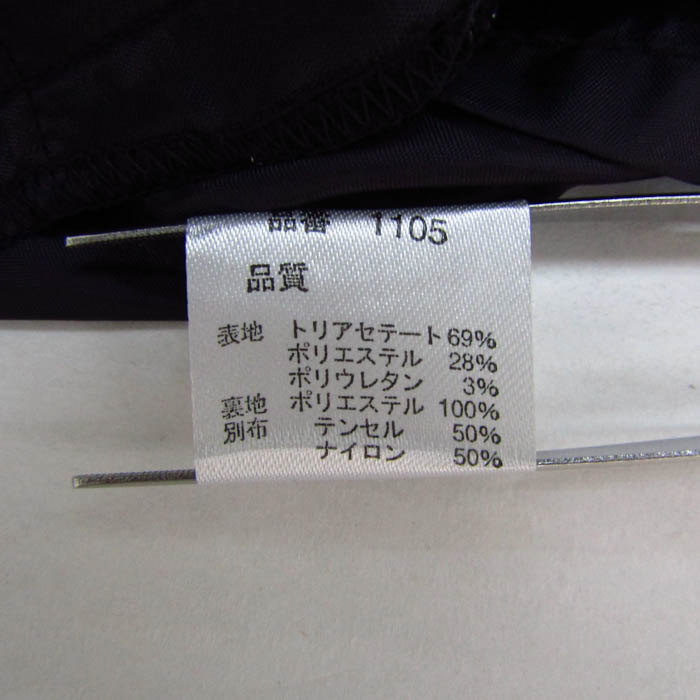 品番 1105
品質
表地 トリアセテート 69%
ポリエステル 28%
ポリウレタン 3%
裏地 ポリエステル 100%
別布 テンセル 50%
ナイロン 50%